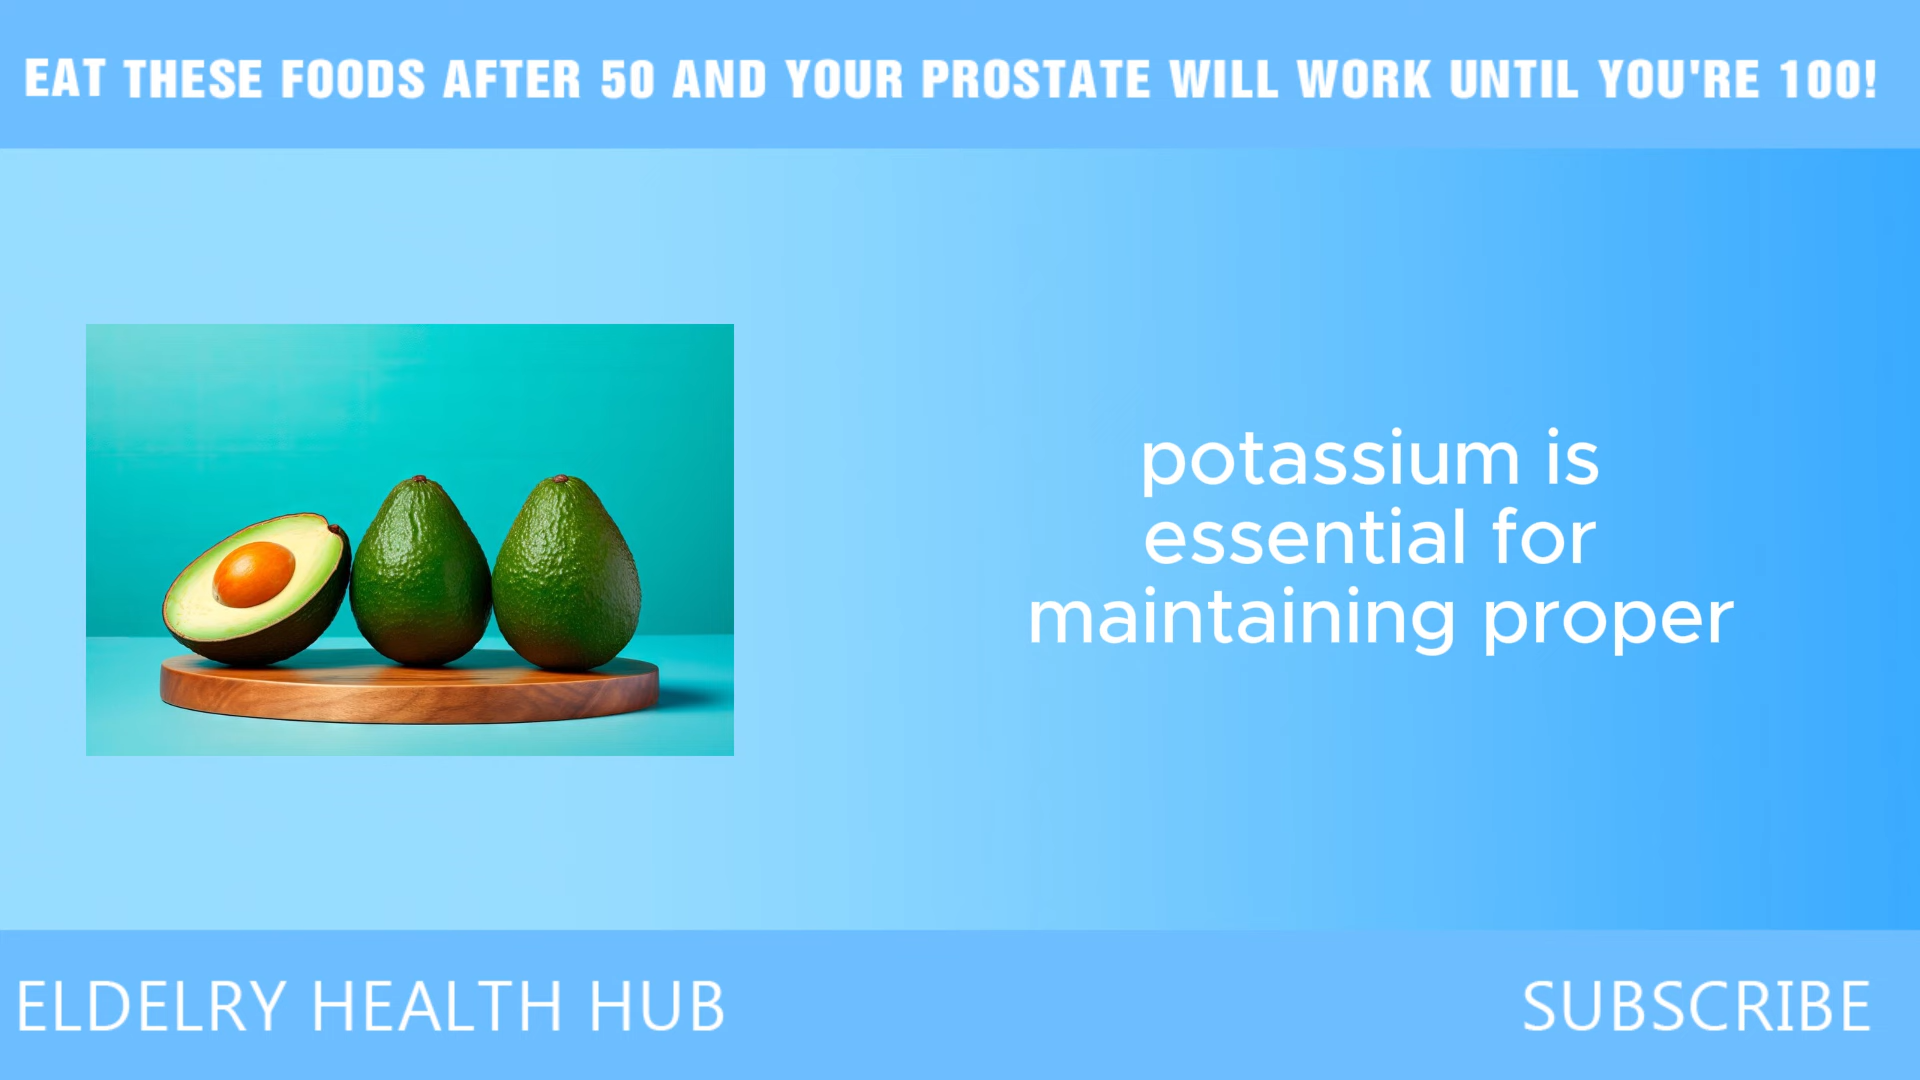 EAT THESE FOODS AFTER 50 AND YOUR PROSTATE WILL WORK UNTIL YOU'RE 100!
potassium is
essential for
maintaining proper
ELDELRY HEALTH HUB
SUBSCRIBE